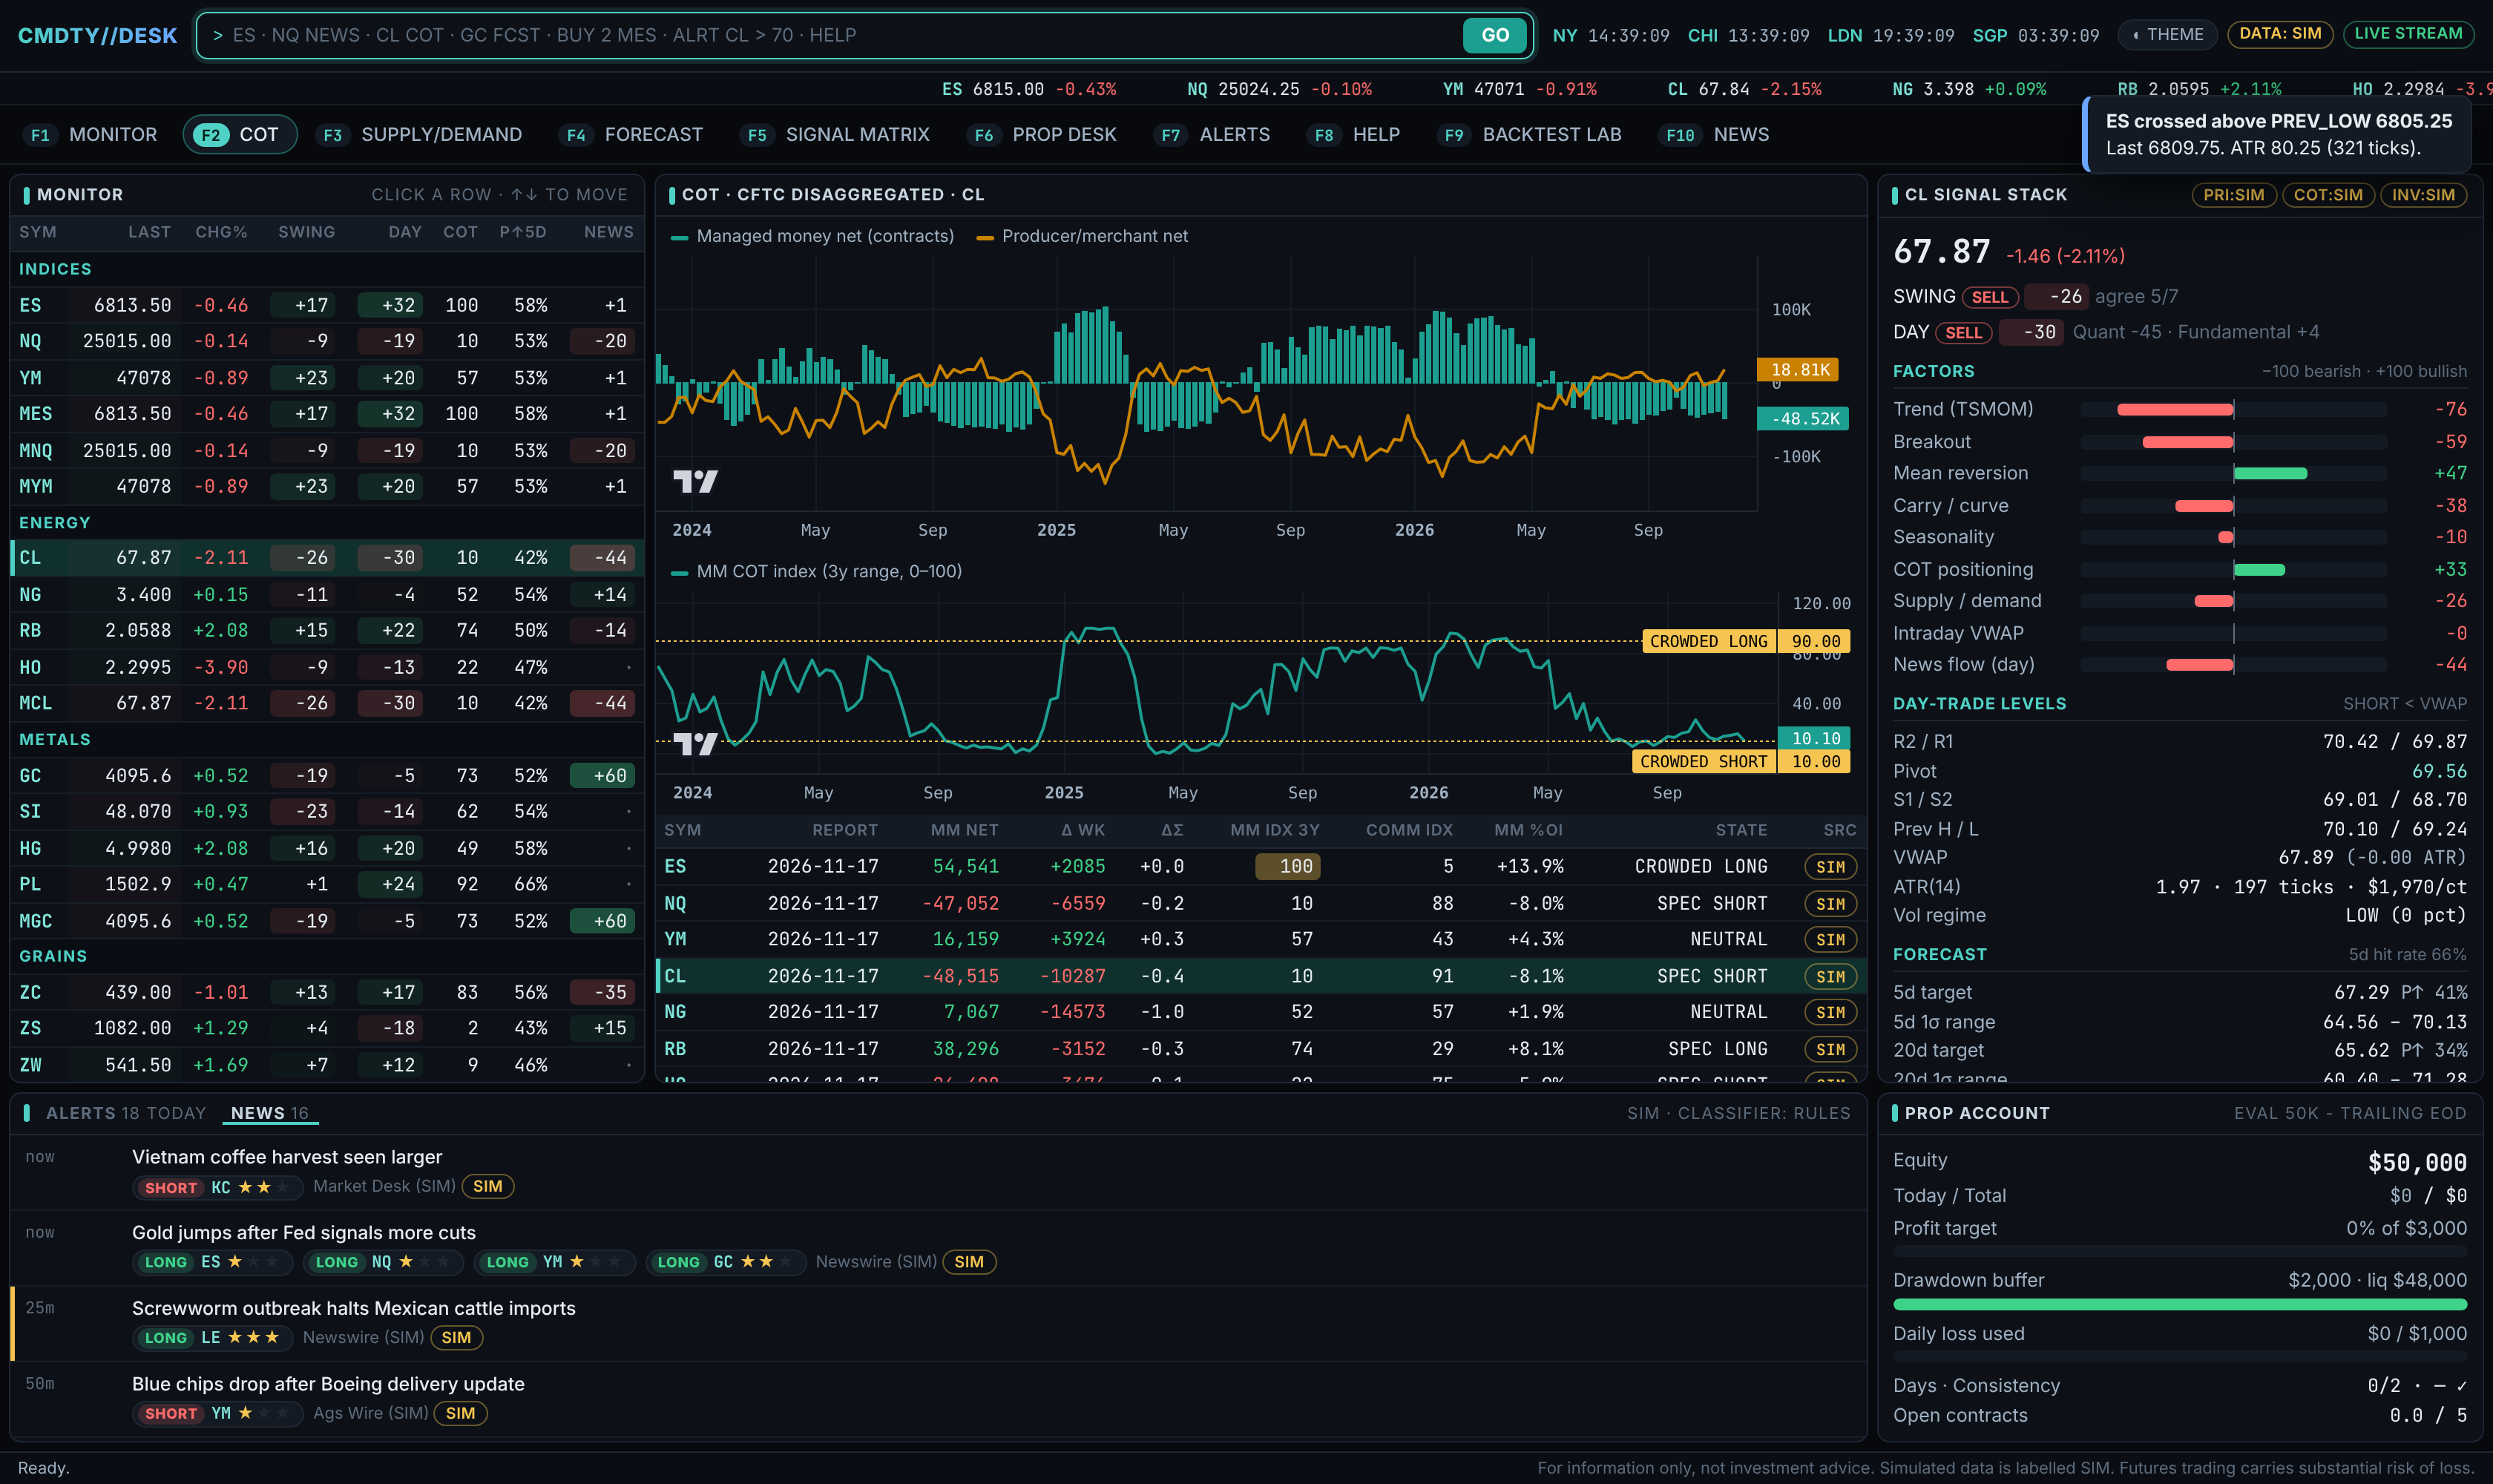 CMDTY//DESK
> ES · NQ NEWS · CL COT · GC FCST · BUY 2 MES · ALRT CL > 70 · HELP
GO
NY 14:39:09 CHI 13:39:09 LDN 19:39:09 SGP 03:39:09
THEME
DATA: SIM
LIVE STREAM
ES 6815.00 -0.43% NQ 25024.25 -0.10% YM 47071 -0.91% CL 67.84 -2.15% NG 3.398 +0.09% RB 2.0595 +2.11% HO 2.2984 -3.9
F1 MONITOR F2 COT F3 SUPPLY/DEMAND F4 FORECAST F5 SIGNAL MATRIX F6 PROP DESK F7 ALERTS F8 HELP F9 BACKTEST LAB F10 NEWS
ES crossed above PREV_LOW 6805.25
Last 6809.75. ATR 80.25 (321 ticks).
MONITOR CLICK A ROW · ↑↓ TO MOVE
SYM LAST CHG% SWING DAY COT P↑5D NEWS
INDICES
ES 6813.50 -0.46 +17 +32 100 58% +1
NQ 25015.00 -0.14 -9 -19 10 53% -20
YM 47078 -0.89 +23 +20 57 53% +1
MES 6813.50 -0.46 +17 +32 100 58% +1
MNQ 25015.00 -0.14 -9 -19 10 53% -20
MYM 47078 -0.89 +23 +20 57 53% +1
ENERGY
CL 67.87 -2.11 -26 -30 10 42% -44
NG 3.400 +0.15 -11 -4 52 54% +14
RB 2.0588 +2.08 +15 +22 74 50% -14
HO 2.2995 -3.90 -9 -13 22 47% ·
MCL 67.87 -2.11 -26 -30 10 42% -44
METALS
GC 4095.6 +0.52 -19 -5 73 52% +60
SI 48.070 +0.93 -23 -14 62 54% ·
HG 4.9980 +2.08 +16 +20 49 58% ·
PL 1502.9 +0.47 +1 +24 92 66% ·
MGC 4095.6 +0.52 -19 -5 73 52% +60
GRAINS
ZC 439.00 -1.01 +13 +17 83 56% -35
ZS 1082.00 +1.29 +4 -18 2 43% +15
ZW 541.50 +1.69 +7 +12 9 46% ·
COT · CFTC DISAGGREGATED · CL
Managed money net (contracts) Producer/merchant net
100K
18.81K
0
-48.52K
-100K
2024 May Sep 2025 May Sep 2026 May Sep
MM COT index (3y range, 0–100)
120.00
CROWDED LONG 90.00
80.00
40.00
10.10
CROWDED SHORT 10.00
2024 May Sep 2025 May Sep 2026 May Sep
SYM REPORT MM NET Δ WK ΔΣ MM IDX 3Y COMM IDX MM %OI STATE SRC
ES 2026-11-17 54,541 +2085 +0.0 100 5 +13.9% CROWDED LONG SIM
NQ 2026-11-17 -47,052 -6559 -0.2 10 88 -8.0% SPEC SHORT SIM
YM 2026-11-17 16,159 +3924 +0.3 57 43 +4.3% NEUTRAL SIM
CL 2026-11-17 -48,515 -10287 -0.4 10 91 -8.1% SPEC SHORT SIM
NG 2026-11-17 7,067 -14573 -1.0 52 57 +1.9% NEUTRAL SIM
RB 2026-11-17 38,296 -3152 -0.3 74 29 +8.1% SPEC LONG SIM
CL SIGNAL STACK PRI:SIM COT:SIM INV:SIM
67.87 -1.46 (-2.11%)
SWING SELL -26 agree 5/7
DAY SELL -30 Quant -45 · Fundamental +4
FACTORS −100 bearish · +100 bullish
Trend (TSMOM) -76
Breakout -59
Mean reversion +47
Carry / curve -38
Seasonality -10
COT positioning +33
Supply / demand -26
Intraday VWAP -0
News flow (day) -44
DAY-TRADE LEVELS SHORT < VWAP
R2 / R1 70.42 / 69.87
Pivot 69.56
S1 / S2 69.01 / 68.70
Prev H / L 70.10 / 69.24
VWAP 67.89 (-0.00 ATR)
ATR(14) 1.97 · 197 ticks · $1,970/ct
Vol regime LOW (0 pct)
FORECAST 5d hit rate 66%
5d target 67.29 P↑ 41%
5d 1σ range 64.56 – 70.13
20d target 65.62 P↑ 34%
20d 1σ range 60.40 – 71.28
ALERTS 18 TODAY NEWS 16 SIM · CLASSIFIER: RULES
now Vietnam coffee harvest seen larger
SHORT KC ★★★ Market Desk (SIM) SIM
now Gold jumps after Fed signals more cuts
LONG ES ★★★ LONG NQ ★★★ LONG YM ★★★ LONG GC ★★★ Newswire (SIM) SIM
25m Screwworm outbreak halts Mexican cattle imports
LONG LE ★★★ Newswire (SIM) SIM
50m Blue chips drop after Boeing delivery update
SHORT YM ★★★ Ags Wire (SIM) SIM
PROP ACCOUNT EVAL 50K - TRAILING EOD
Equity $50,000
Today / Total $0 / $0
Profit target 0% of $3,000
Drawdown buffer $2,000 · liq $48,000
Daily loss used $0 / $1,000
Days · Consistency 0/2 · — ✓
Open contracts 0.0 / 5
Ready.
For information only, not investment advice. Simulated data is labelled SIM. Futures trading carries substantial risk of loss.